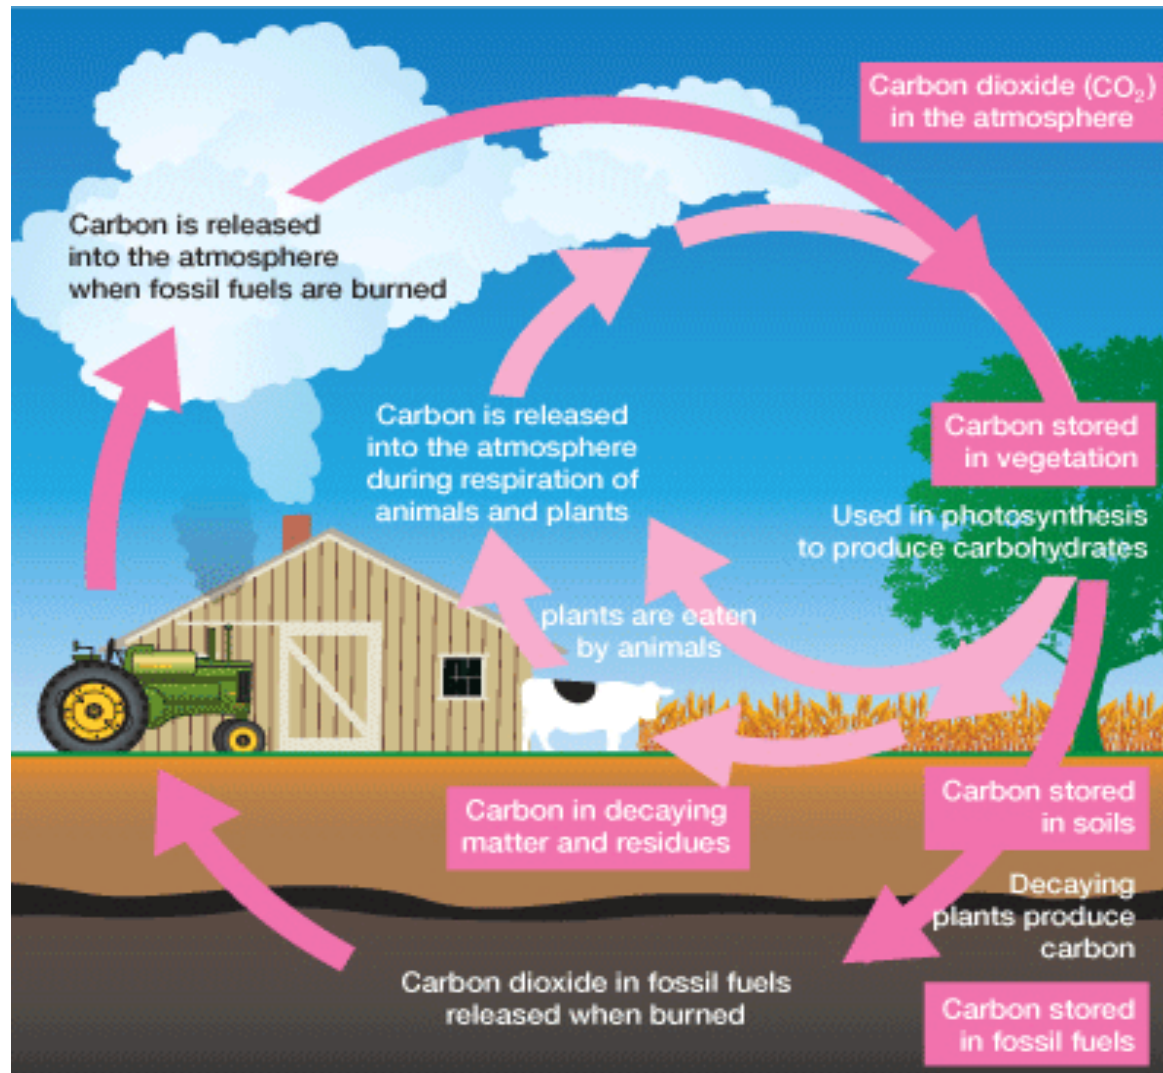 Carbon dioxide (CO₂)
in the atmosphere
Carbon is released
into the atmosphere
when fossil fuels are burned
Carbon is released
into the atmosphere
during respiration of
animals and plants
Carbon stored
in vegetation
Used in photosynthesis
to produce carbohydrates
plants are eaten
by animals
Carbon in decaying
matter and residues
Carbon stored
in soils
Decaying
plants produce
carbon
Carbon dioxide in fossil fuels
released when burned
Carbon stored
in fossil fuels